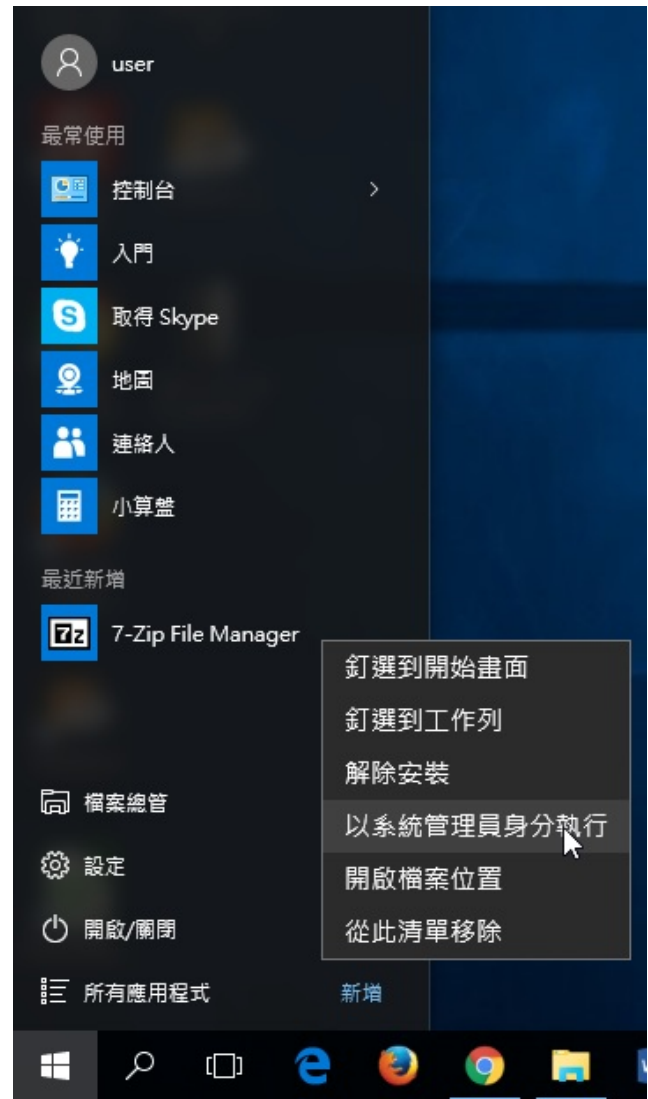 user
最常使用
控制台
入門
取得 Skype
地圖
連絡人
小算盤
最近新增
7-Zip File Manager
釘選到開始畫面
釘選到工作列
解除安裝
以系統管理員身分執行
開啟檔案位置
從此清單移除
檔案總管
設定
開啟/關閉
所有應用程式 新增